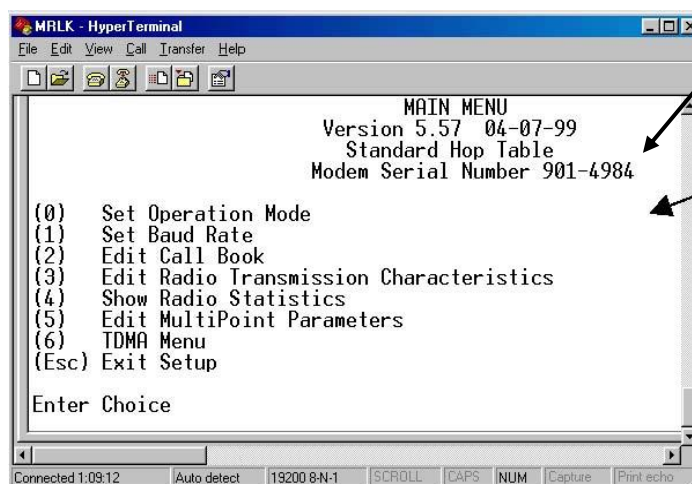 MRLK - HyperTerminal
File Edit View Call Transfer Help
MAIN MENU
Version 5.57 04-07-99
Standard Hop Table
Modem Serial Number 901-4984
(0) Set Operation Mode
(1) Set Baud Rate
(2) Edit Call Book
(3) Edit Radio Transmission Characteristics
(4) Show Radio Statistics
(5) Edit MultiPoint Parameters
(6) TDMA Menu
(Esc) Exit Setup
Enter Choice
Connected 1:09:12 Auto detect 19200 8-N-1 SCROLL CAPS NUM Capture Print echo